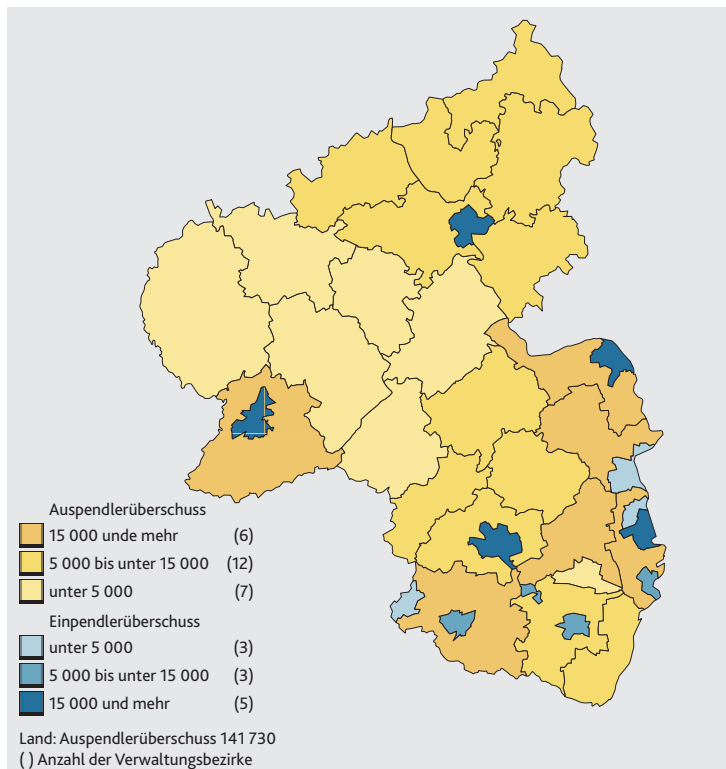 Auspendlerüberschuss
15 000 unde mehr (6)
5 000 bis unter 15 000 (12)
unter 5 000 (7)
Einpendlerüberschuss
unter 5 000 (3)
5 000 bis unter 15 000 (3)
15 000 und mehr (5)
Land: Auspendlerüberschuss 141 730
( ) Anzahl der Verwaltungsbezirke